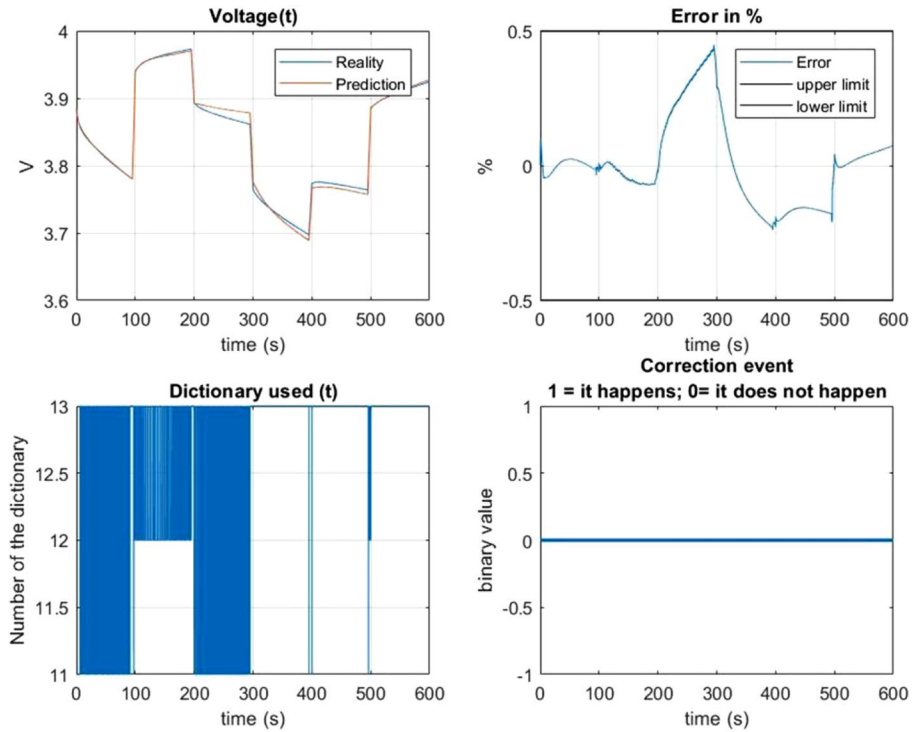 Voltage(t)
4
3.9
3.8
3.7
3.6
V
Reality
Prediction
0 100 200 300 400 500 600
time (s)
Error in %
0.5
0
-0.5
%
Error
upper limit
lower limit
0 100 200 300 400 500 600
time (s)
Dictionary used (t)
13
12.5
12
11.5
11
Number of the dictionary
0 100 200 300 400 500 600
time (s)
Correction event
1 = it happens; 0= it does not happen
1
0.5
0
-0.5
-1
binary value
0 100 200 300 400 500 600
time (s)